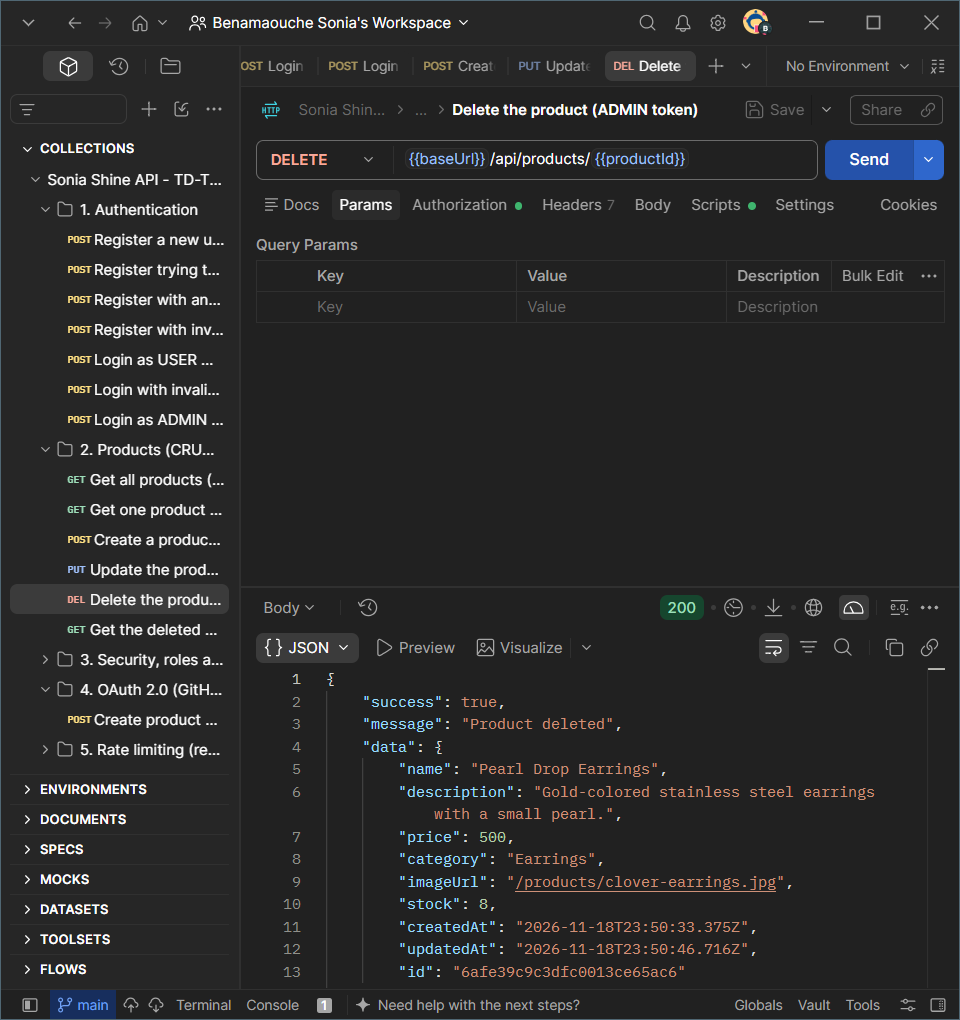 Benamaouche Sonia's Workspace
B
OST Login
POST Login
POST Creat
PUT Update
DEL Delete
No Environment
HTTP Sonia Shin... > ... > Delete the product (ADMIN token)
Save
Share
DELETE
{{baseUrl}} /api/products/ {{productId}}
Send
Docs
Params
Authorization
Headers 7
Body
Scripts
Settings
Cookies
Query Params
Key
Value
Description
Bulk Edit
Key
Value
Description
COLLECTIONS
Sonia Shine API - TD-T...
1. Authentication
POST Register a new u...
POST Register trying t...
POST Register with an...
POST Register with inv...
POST Login as USER ...
POST Login with invali...
POST Login as ADMIN ...
2. Products (CRU...
GET Get all products (...
GET Get one product ...
POST Create a produc...
PUT Update the prod...
DEL Delete the produ...
GET Get the deleted ...
3. Security, roles a...
4. OAuth 2.0 (GitH...
POST Create product ...
5. Rate limiting (re...
ENVIRONMENTS
DOCUMENTS
SPECS
MOCKS
DATASETS
TOOLSETS
FLOWS
Body
200
e.g.
{} JSON
Preview
Visualize
1 {
2 "success": true,
3 "message": "Product deleted",
4 "data": {
5 "name": "Pearl Drop Earrings",
6 "description": "Gold-colored stainless steel earrings
with a small pearl.",
7 "price": 500,
8 "category": "Earrings",
9 "imageUrl": "/products/clover-earrings.jpg",
10 "stock": 8,
11 "createdAt": "2026-11-18T23:50:33.375Z",
12 "updatedAt": "2026-11-18T23:50:46.716Z",
13 "id": "6afe39c9c3dfc0013ce65ac6"
main
Terminal
Console
1
Need help with the next steps?
Globals
Vault
Tools